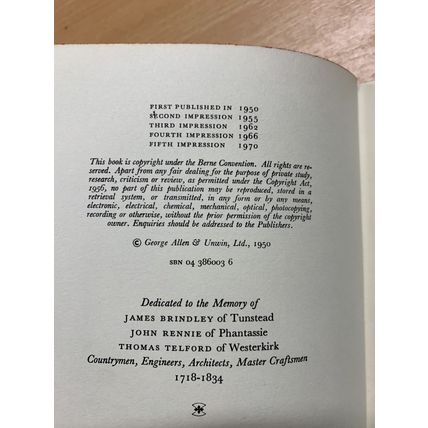 FIRST PUBLISHED IN 1950
SECOND IMPRESSION 1955
THIRD IMPRESSION 1962
FOURTH IMPRESSION 1966
FIFTH IMPRESSION 1970
This book is copyright under the Berne Convention. All rights are re-
served. Apart from any fair dealing for the purpose of private study,
research, criticism or review, as permitted under the Copyright Act,
1956, no part of this publication may be reproduced, stored in a
retrieval system, or transmitted, in any form or by any means,
electronic, electrical, chemical, mechanical, optical, photocopying,
recording or otherwise, without the prior permission of the copyright
owner. Enquiries should be addressed to the Publishers.
© George Allen & Unwin, Ltd., 1950
SBN 04 386003 6
Dedicated to the Memory of
JAMES BRINDLEY of Tunstead
JOHN RENNIE of Phantassie
THOMAS TELFORD of Westerkirk
Countrymen, Engineers, Architects, Master Craftsmen
1718-1834